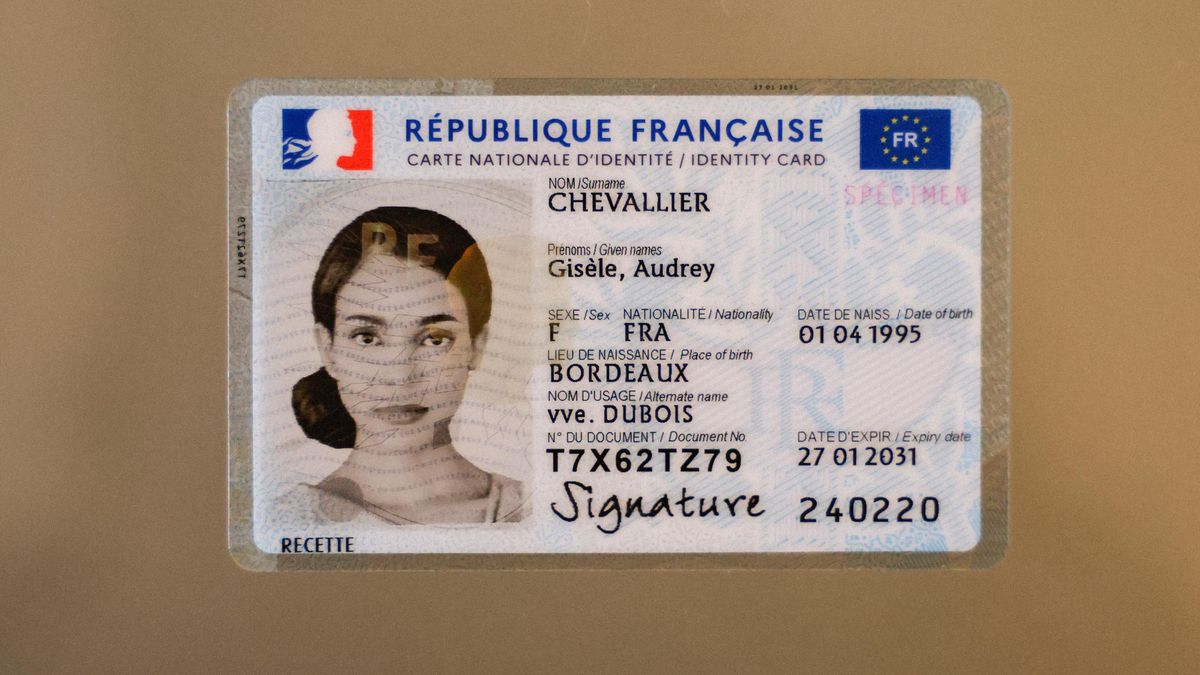 27 01 2031
RÉPUBLIQUE FRANÇAISE
FR
CARTE NATIONALE D'IDENTITÉ / IDENTITY CARD
NOM / Surname
SPÉCIMEN
CHEVALLIER
Prénoms / Given names
Gisèle, Audrey
SEXE / Sex NATIONALITÉ / Nationality DATE DE NAISS. / Date of birth
F FRA 01 04 1995
LIEU DE NAISSANCE / Place of birth
BORDEAUX
RF
NOM D'USAGE / Alternate name
vve. DUBOIS
N° DU DOCUMENT / Document No. DATE D'EXPIR. / Expiry date
T7X62TZ79 27 01 2031
Signature 240220
RECETTE